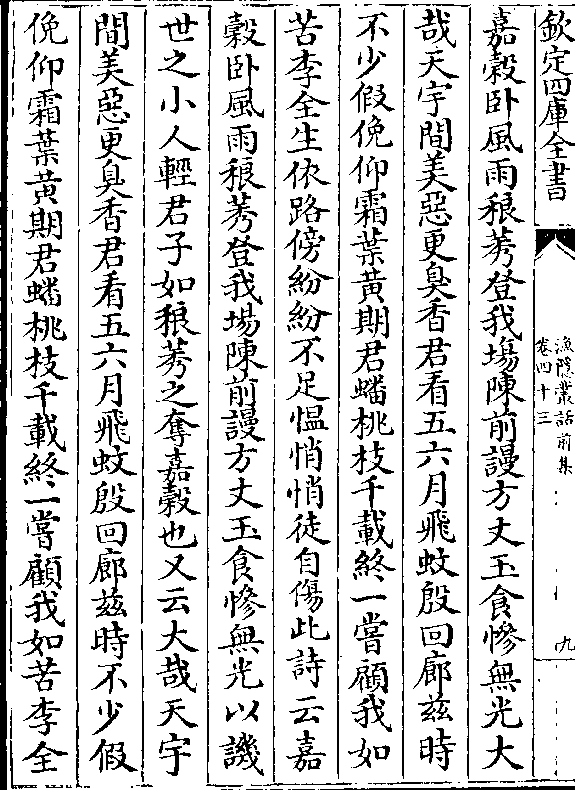 欽定四庫全書
漁隱叢話前集
卷四十三
九
嘉穀卧風雨稂莠登我場陳前謾方丈玉食慘無光大
哉天宇間美惡更臭香君看五六月飛蚊殷回廊兹時
不少假俛仰霜葉黄期君蟠桃枝千載終一嘗顧我如
苦李全生依路傍紛紛不足愠悄悄徒自傷此詩云嘉
穀卧風雨稂莠登我場陳前謾方丈玉食慘無光以譏
世之小人輕君子如稂莠之奪嘉穀也又云大哉天宇
間美惡更臭香君看五六月飛蚊殷回廊兹時不少假
俛仰霜葉黄期君蟠桃枝千載終一嘗顧我如苦李全